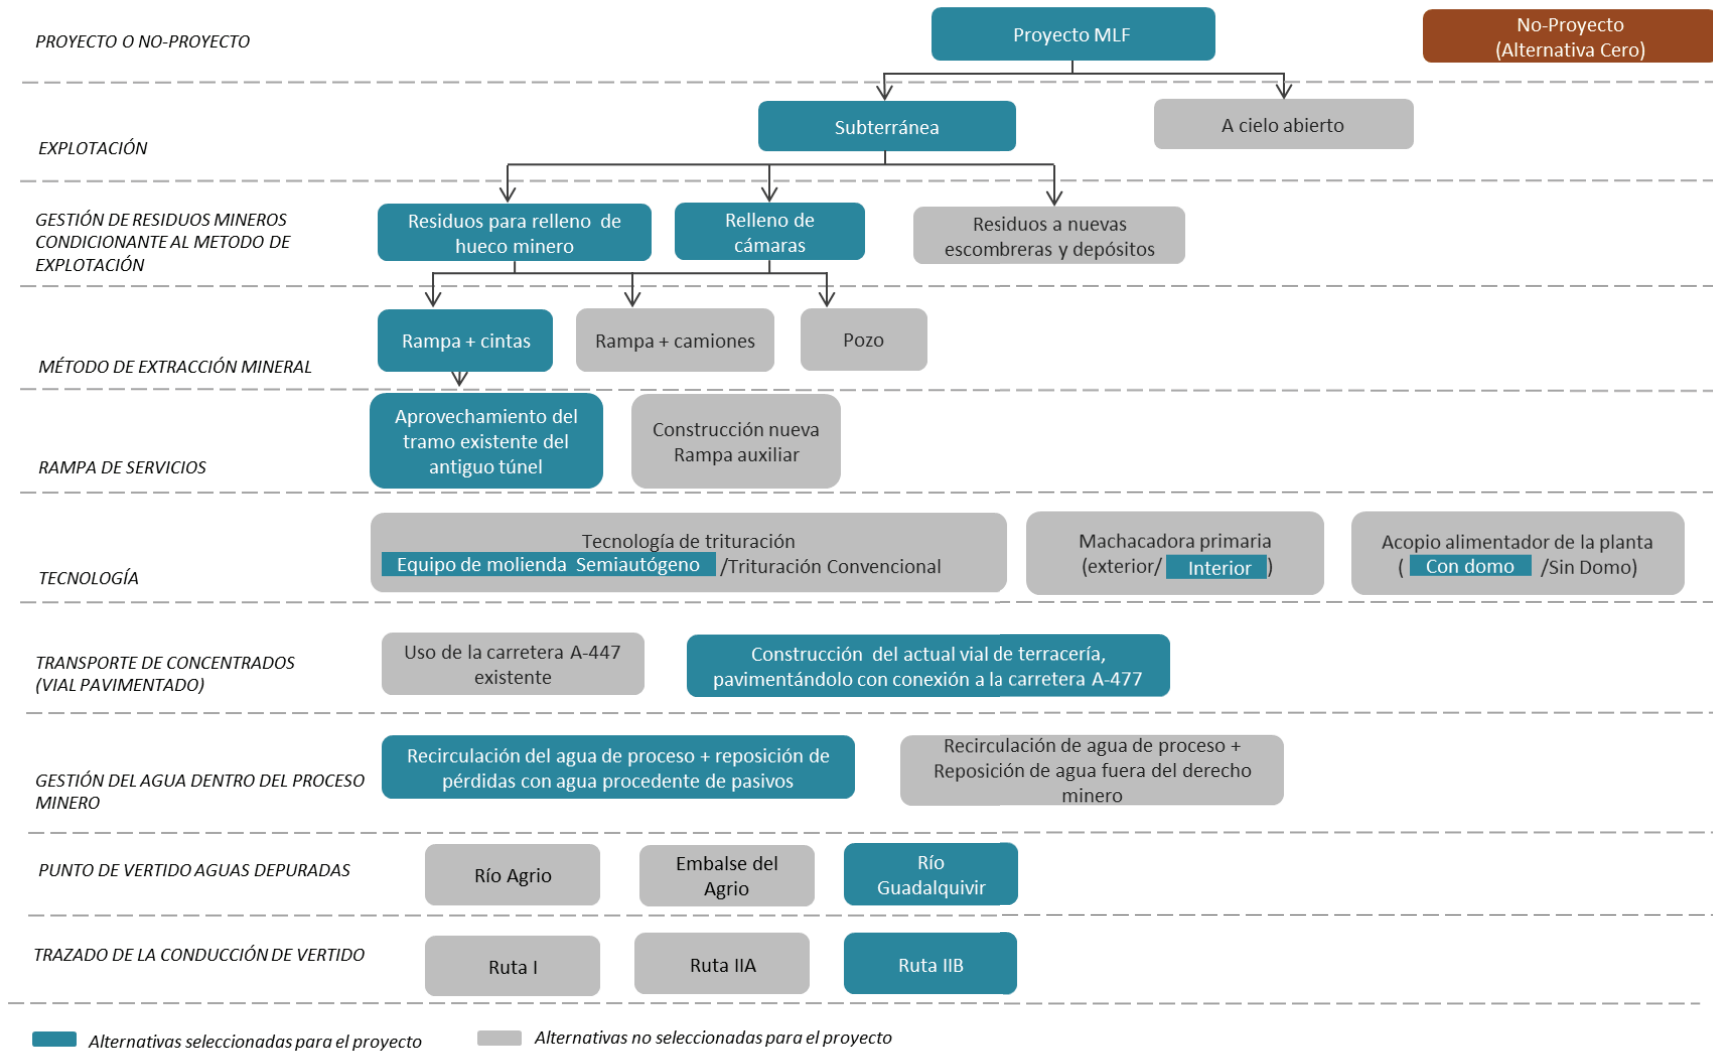 PROYECTO O NO-PROYECTO
Proyecto MLF
No-Proyecto
(Alternativa Cero)
EXPLOTACIÓN
Subterránea
A cielo abierto
GESTIÓN DE RESIDUOS MINEROS
CONDICIONANTE AL METODO DE
EXPLOTACIÓN
Residuos para relleno de
hueco minero
Relleno de
cámaras
Residuos a nuevas
escombreras y depósitos
MÉTODO DE EXTRACCIÓN MINERAL
Rampa + cintas
Rampa + camiones
Pozo
RAMPA DE SERVICIOS
Aprovechamiento del
tramo existente del
antiguo túnel
Construcción nueva
Rampa auxiliar
TECNOLOGÍA
Tecnología de trituración
Equipo de molienda Semiautógeno /Trituración Convencional
Machacadora primaria
(exterior/ Interior )
Acopio alimentador de la planta
( Con domo /Sin Domo)
TRANSPORTE DE CONCENTRADOS
(VIAL PAVIMENTADO)
Uso de la carretera A-447
existente
Construcción del actual vial de terracería,
pavimentándolo con conexión a la carretera A-477
GESTIÓN DEL AGUA DENTRO DEL PROCESO
MINERO
Recirculación del agua de proceso + reposición de
pérdidas con agua procedente de pasivos
Recirculación de agua de proceso +
Reposición de agua fuera del derecho
minero
PUNTO DE VERTIDO AGUAS DEPURADAS
Río Agrio
Embalse del
Agrio
Río
Guadalquivir
TRAZADO DE LA CONDUCCIÓN DE VERTIDO
Ruta I
Ruta IIA
Ruta IIB
Alternativas seleccionadas para el proyecto
Alternativas no seleccionadas para el proyecto